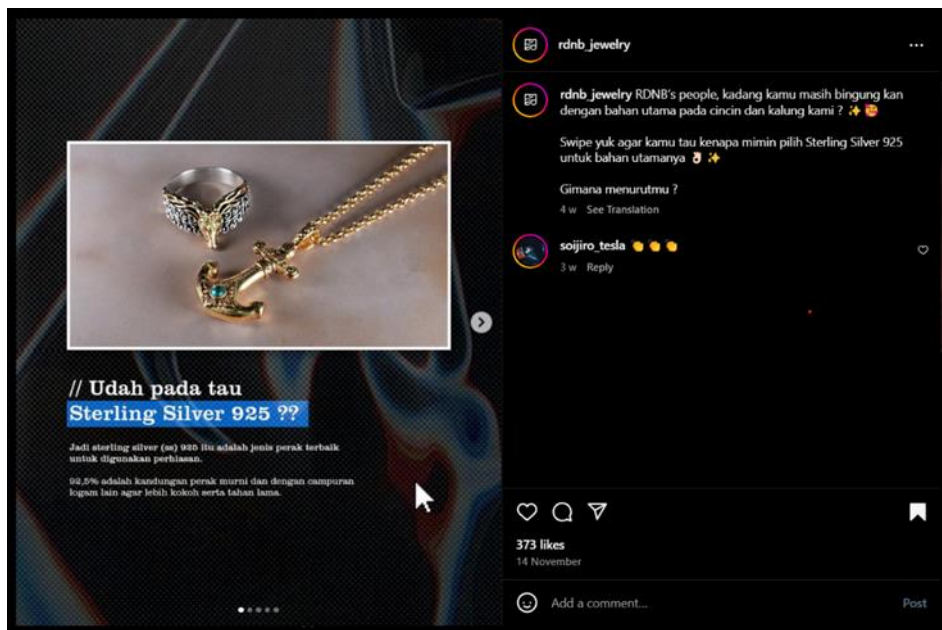 // Udah pada tau
Sterling Silver 925 ??
Jadi sterling silver (ss) 925 itu adalah jenis perak terbaik
untuk digunakan perhiasan.
92,5% adalah kandungan perak murni dan dengan campuran
logam lain agar lebih kokoh serta tahan lama.
rdnb_jewelry
rdnb_jewelry RDNB's people, kadang kamu masih bingung kan
dengan bahan utama pada cincin dan kalung kami ? ✨ 🥰
Swipe yuk agar kamu tau kenapa mimin pilih Sterling Silver 925
untuk bahan utamanya 👌🏻 ✨
Gimana menurutmu ?
4 w See Translation
soijiro_tesla 👏 👏 👏
3 w Reply
373 likes
14 November
Add a comment...
Post